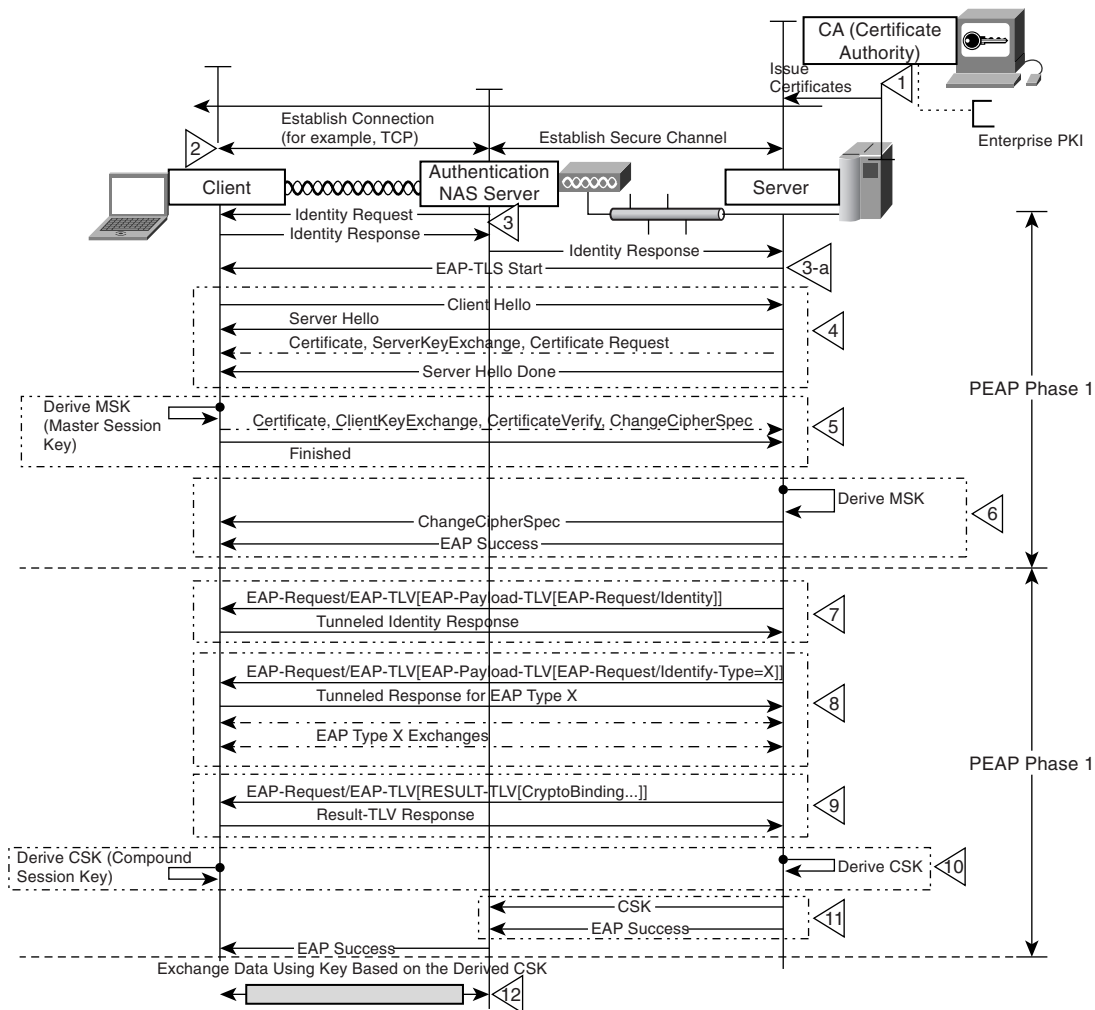 CA (Certificate
Authority)
Issue
Certificates
1
Enterprise PKI
Establish Connection
(for example, TCP)
Establish Secure Channel
2
Client
Authentication
NAS Server
Server
Identity Request
3
Identity Response
Identity Response
EAP-TLS Start
3-a
Client Hello
Server Hello
4
Certificate, ServerKeyExchange, Certificate Request
Server Hello Done
PEAP Phase 1
Derive MSK
(Master Session
Key)
Certificate, ClientKeyExchange, CertificateVerify, ChangeCipherSpec
5
Finished
Derive MSK
6
ChangeCipherSpec
EAP Success
EAP-Request/EAP-TLV[EAP-Payload-TLV[EAP-Request/Identity]]
7
Tunneled Identity Response
EAP-Request/EAP-TLV[EAP-Payload-TLV[EAP-Request/Identify-Type=X]]
Tunneled Response for EAP Type X
8
EAP Type X Exchanges
PEAP Phase 1
EAP-Request/EAP-TLV[RESULT-TLV[CryptoBinding...]]
9
Result-TLV Response
Derive CSK (Compound
Session Key)
Derive CSK
10
CSK
11
EAP Success
EAP Success
Exchange Data Using Key Based on the Derived CSK
12